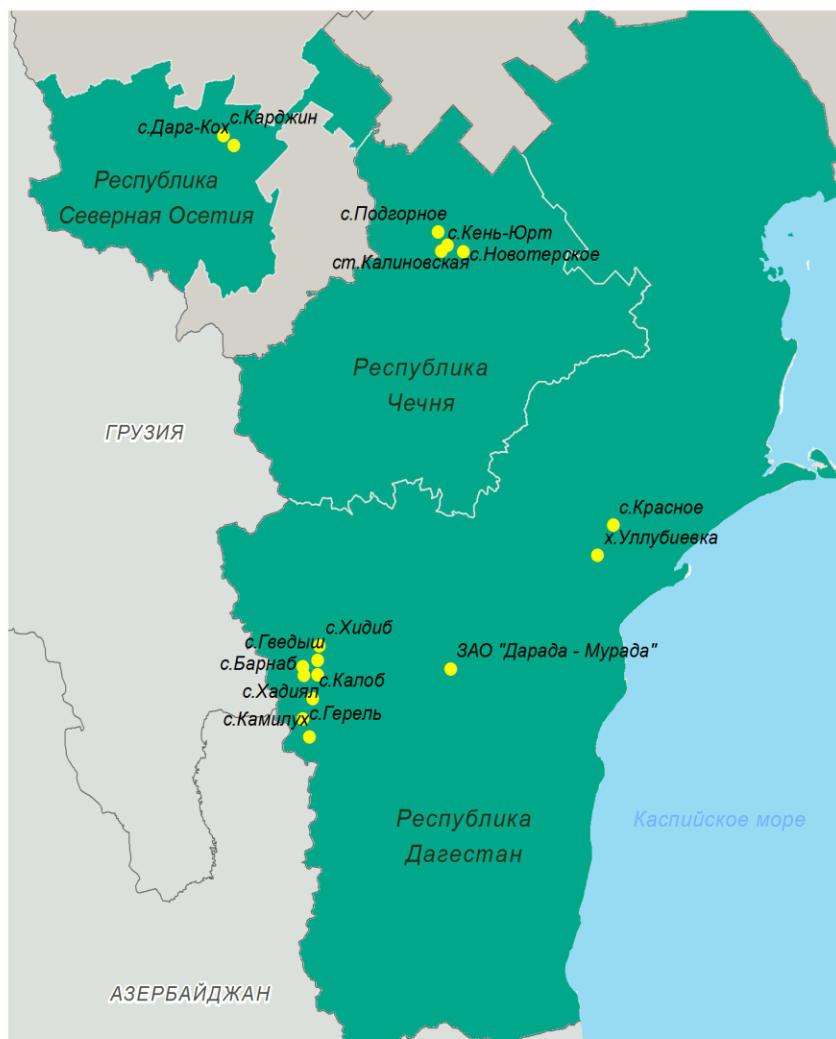 с.Карджин
с.Дарг-Кох
Республика
Северная Осетия
с.Подгорное
с.Кень-Юрт
с.Новотерское
ст.Калиновская
Республика
Чечня
ГРУЗИЯ
с.Красное
х.Уллубиевка
с.Хидиб
с.Гведыш
ЗАО "Дарада - Мурада"
с.Барнаб
с.Калоб
с.Хадиял
с.Герель
с.Камилух
Республика
Дагестан
Каспийское море
АЗЕРБАЙДЖАН